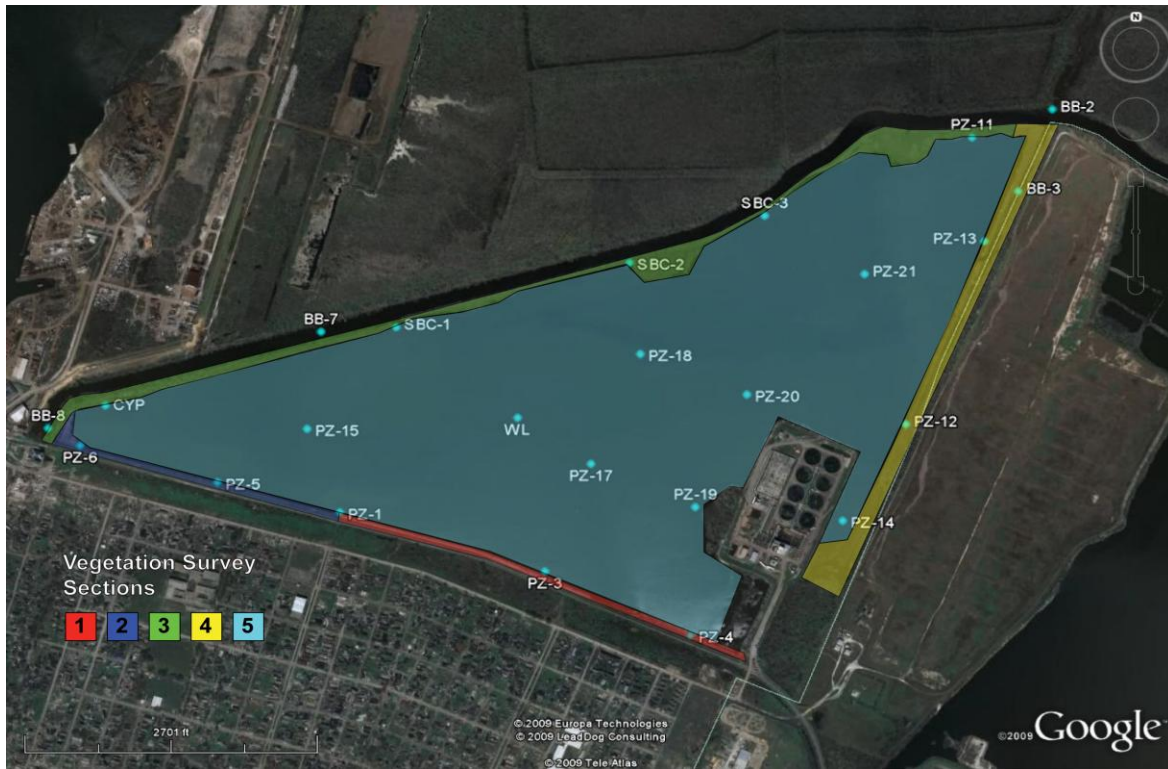 N
BB-2
PZ-11
BB-3
SBC-3
PZ-13
SBC-2
PZ-21
BB-7
SBC-1
PZ-18
PZ-20
CYP
WL
PZ-12
BB-8
PZ-15
PZ-6
PZ-17
PZ-5
PZ-19
PZ-1
PZ-14
Vegetation Survey
Sections
1 2 3 4 5
PZ-3
PZ-4
2701 ft
© 2009 Europa Technologies
© 2009 LeadDog Consulting
© 2009 Tele Atlas
©2009 Google